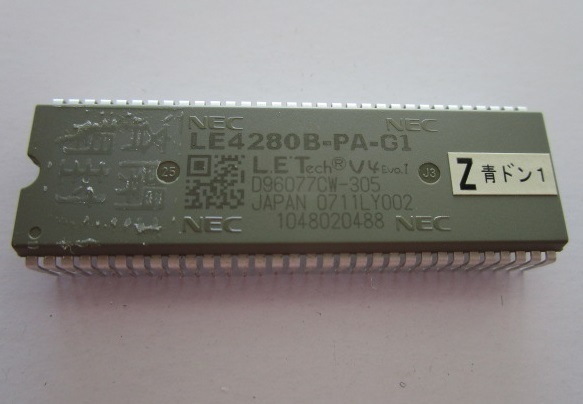 NEC NEC
LE4280B-PA-G1
25 L.E.Tech® V4 Evo.1 J3
D96077CW-305
JAPAN 0711LY002
NEC 1048020488 NEC
Z 青ドン1